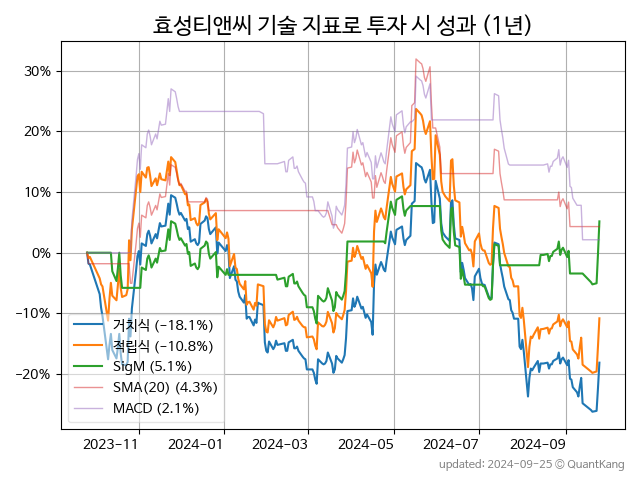 효성티앤씨 기술 지표로 투자 시 성과 (1년)
30%
20%
10%
0%
−10%
−20%
거치식 (−18.1%)
적립식 (−10.8%)
SigM (5.1%)
SMA(20) (4.3%)
MACD (2.1%)
2023−11
2024−01
2024−03
2024−05
2024−07
2024−09
updated: 2024−09−25 ⓒ QuantKang